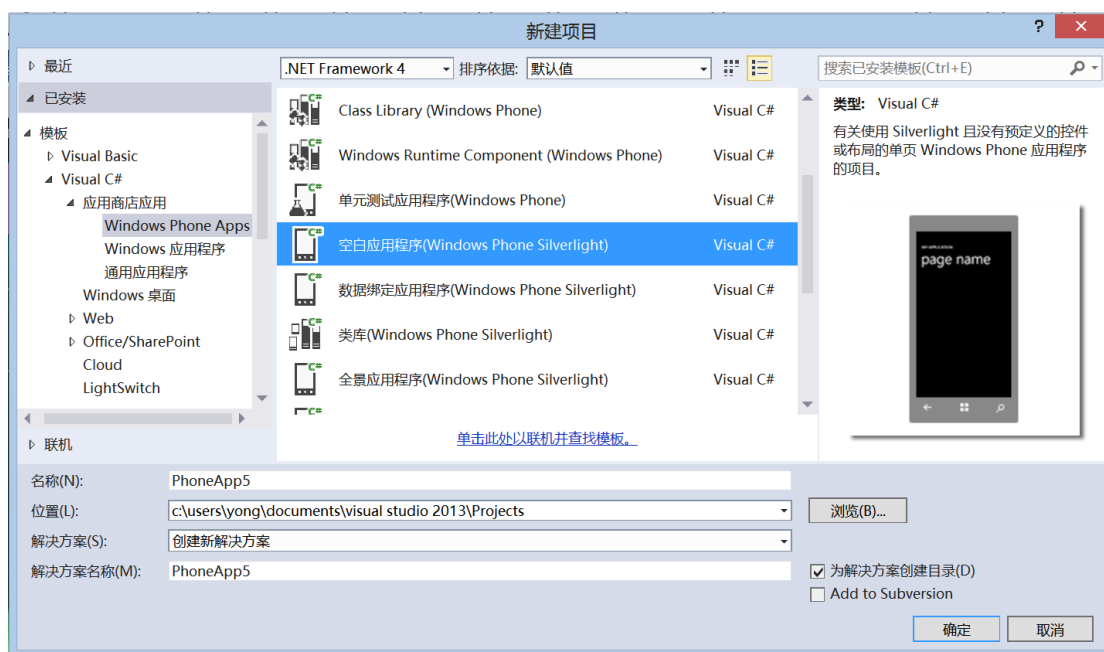 新建项目
?
最近
.NET Framework 4
排序依据:
默认值
搜索已安装模板(Ctrl+E)
已安装
模板
Visual Basic
Visual C#
应用商店应用
Windows Phone Apps
Windows 应用程序
通用应用程序
Windows 桌面
Web
Office/SharePoint
Cloud
LightSwitch
联机
Class Library (Windows Phone) Visual C#
Windows Runtime Component (Windows Phone) Visual C#
单元测试应用程序(Windows Phone) Visual C#
空白应用程序(Windows Phone Silverlight) Visual C#
数据绑定应用程序(Windows Phone Silverlight) Visual C#
类库(Windows Phone Silverlight) Visual C#
全景应用程序(Windows Phone Silverlight) Visual C#
单击此处以联机并查找模板。
类型: Visual C#
有关使用 Silverlight 且没有预定义的控件
或布局的单页 Windows Phone 应用程序
的项目。
MY APPLICATION
page name
名称(N): PhoneApp5
位置(L): c:\users\yong\documents\visual studio 2013\Projects
浏览(B)...
解决方案(S): 创建新解决方案
解决方案名称(M): PhoneApp5
为解决方案创建目录(D)
Add to Subversion
确定
取消